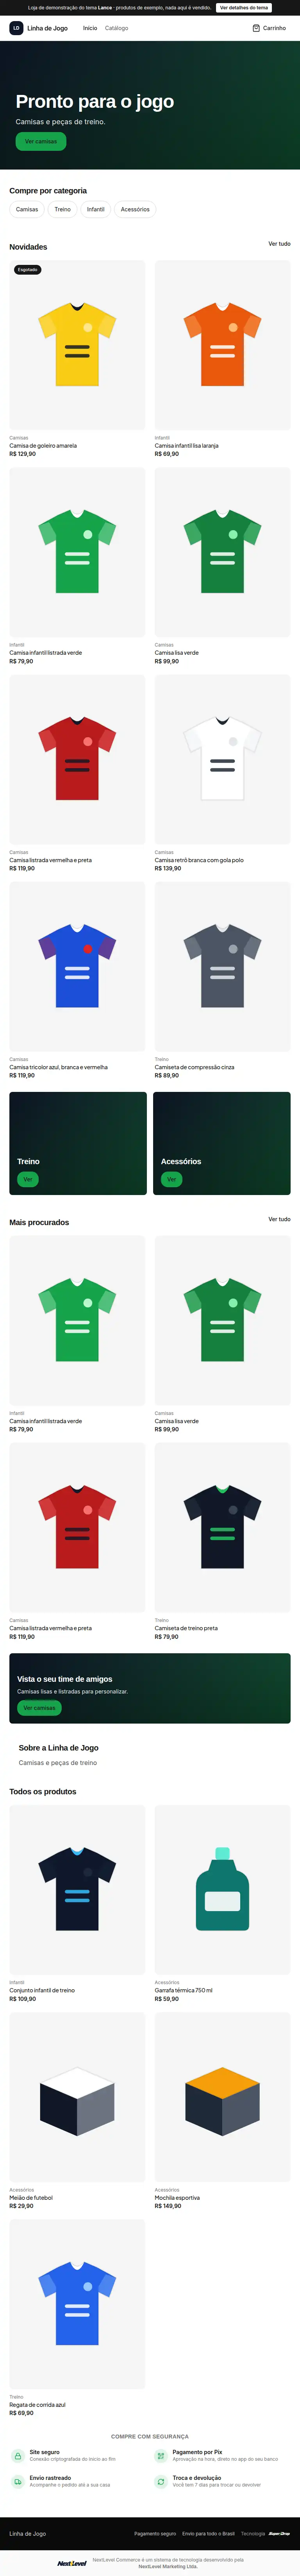 Loja de demonstração do tema Lance · produtos de exemplo, nada aqui é vendido. Ver detalhes do tema
LD Linha de Jogo Início Catálogo Carrinho
Pronto para o jogo
Camisas e peças de treino.
Ver camisas
Compre por categoria
Camisas Treino Infantil Acessórios
Novidades Ver tudo
Esgotado
Camisas
Camisa de goleiro amarela
R$ 129,90
Infantil
Camisa infantil lisa laranja
R$ 69,90
Infantil
Camisa infantil listrada verde
R$ 79,90
Camisas
Camisa lisa verde
R$ 99,90
Camisas
Camisa listrada vermelha e preta
R$ 119,90
Camisas
Camisa retrô branca com gola polo
R$ 139,90
Camisas
Camisa tricolor azul, branca e vermelha
R$ 119,90
Treino
Camiseta de compressão cinza
R$ 89,90
Treino
Ver
Acessórios
Ver
Mais procurados Ver tudo
Infantil
Camisa infantil listrada verde
R$ 79,90
Camisas
Camisa lisa verde
R$ 99,90
Camisas
Camisa listrada vermelha e preta
R$ 119,90
Treino
Camiseta de treino preta
R$ 79,90
Vista o seu time de amigos
Camisas lisas e listradas para personalizar.
Ver camisas
Sobre a Linha de Jogo
Camisas e peças de treino
Todos os produtos
Infantil
Conjunto infantil de treino
R$ 109,90
Acessórios
Garrafa térmica 750 ml
R$ 59,90
Acessórios
Meião de futebol
R$ 29,90
Acessórios
Mochila esportiva
R$ 149,90
Treino
Regata de corrida azul
R$ 69,90
COMPRE COM SEGURANÇA
Site seguro
Conexão criptografada do início ao fim
Pagamento por Pix
Aprovação na hora, direto no app do seu banco
Envio rastreado
Acompanhe o pedido até a sua casa
Troca e devolução
Você tem 7 dias para trocar ou devolver
Linha de Jogo Pagamento seguro Envio para todo o Brasil Tecnologia Super Drop
NextLevel NextLevel Commerce é um sistema de tecnologia desenvolvido pela
NextLevel Marketing Ltda.